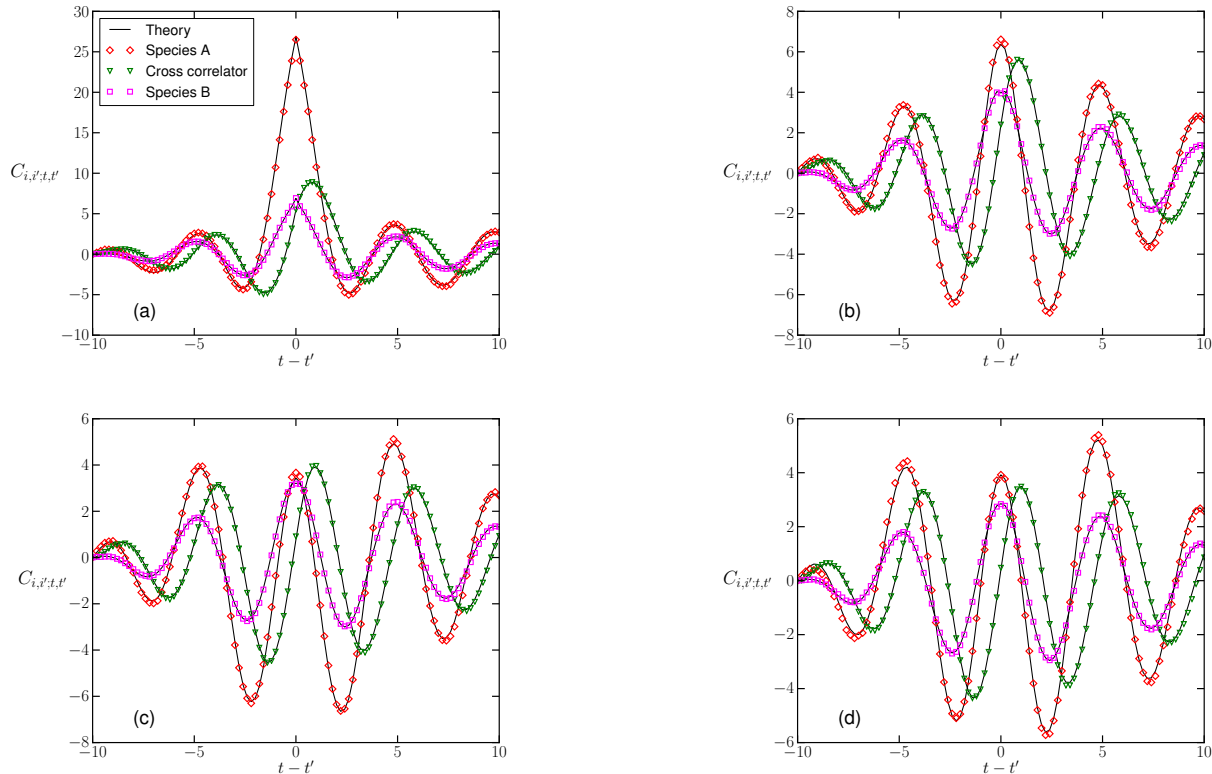 30
25
20
15
10
5
0
−5
−10
Theory
Species A
Cross correlator
Species B
C_{i,i′;t,t′}
(a)
−10 −5 0 5 10
t − t′
8
6
4
2
0
−2
−4
−6
−8
C_{i,i′;t,t′}
(b)
−10 −5 0 5 10
t − t′
6
4
2
0
−2
−4
−6
−8
C_{i,i′;t,t′}
(c)
−10 −5 0 5 10
t − t′
6
4
2
0
−2
−4
−6
C_{i,i′;t,t′}
(d)
−10 −5 0 5 10
t − t′